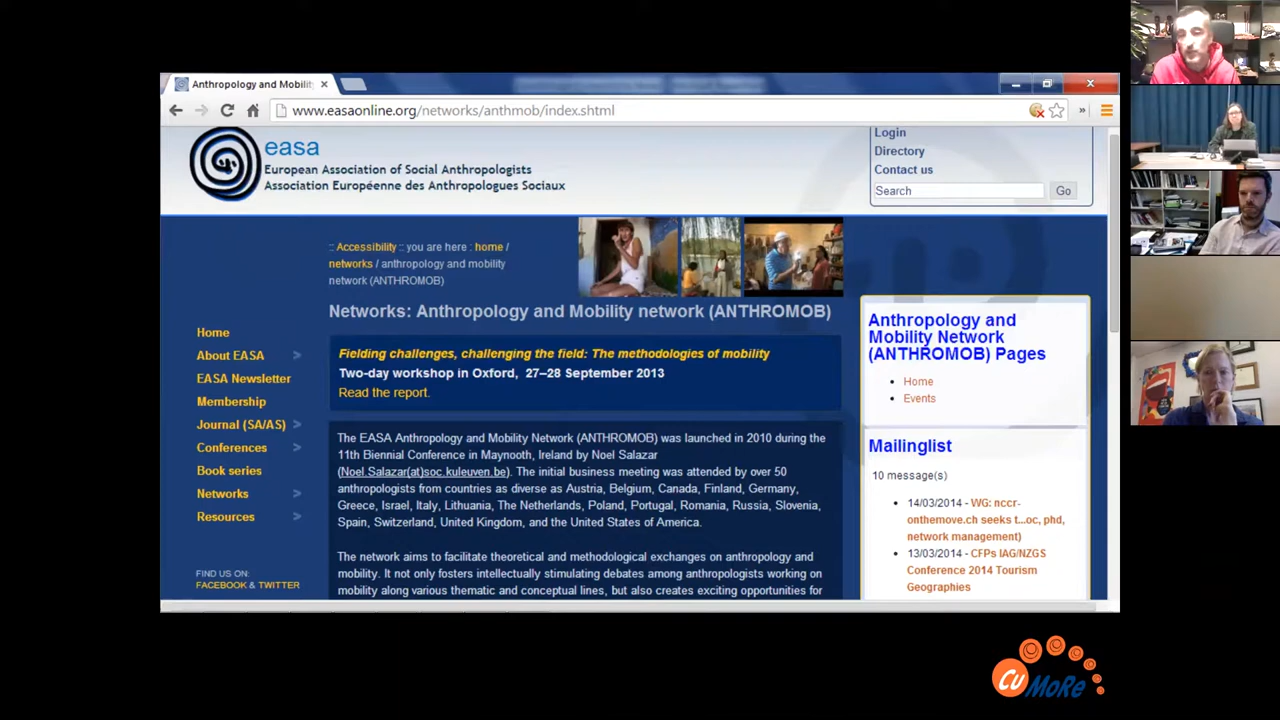 Anthropology and Mobility
www.easaonline.org/networks/anthmob/index.shtml
easa
European Association of Social Anthropologists
Association Européenne des Anthropologues Sociaux
Login
Directory
Contact us
Search
Go
:: Accessibility :: you are here : home /
networks / anthropology and mobility
network (ANTHROMOB)
Networks: Anthropology and Mobility network (ANTHROMOB)
Home
About EASA
EASA Newsletter
Membership
Journal (SA/AS)
Conferences
Book series
Networks
Resources
FIND US ON:
FACEBOOK & TWITTER
Fielding challenges, challenging the field: The methodologies of mobility
Two-day workshop in Oxford, 27–28 September 2013
Read the report.
The EASA Anthropology and Mobility Network (ANTHROMOB) was launched in 2010 during the
11th Biennial Conference in Maynooth, Ireland by Noel Salazar
(Noel.Salazar(at)soc.kuleuven.be). The initial business meeting was attended by over 50
anthropologists from countries as diverse as Austria, Belgium, Canada, Finland, Germany,
Greece, Israel, Italy, Lithuania, The Netherlands, Poland, Portugal, Romania, Russia, Slovenia,
Spain, Switzerland, United Kingdom, and the United States of America.
The network aims to facilitate theoretical and methodological exchanges on anthropology and
mobility. It not only fosters intellectually stimulating debates among anthropologists working on
mobility along various thematic and conceptual lines, but also creates exciting opportunities for
Anthropology and
Mobility Network
(ANTHROMOB) Pages
Home
Events
Mailinglist
10 message(s)
14/03/2014 - WG: nccr-
onthemove.ch seeks t...oc, phd,
network management)
13/03/2014 - CFPs IAG/NZGS
Conference 2014 Tourism
Geographies
CuMoRe